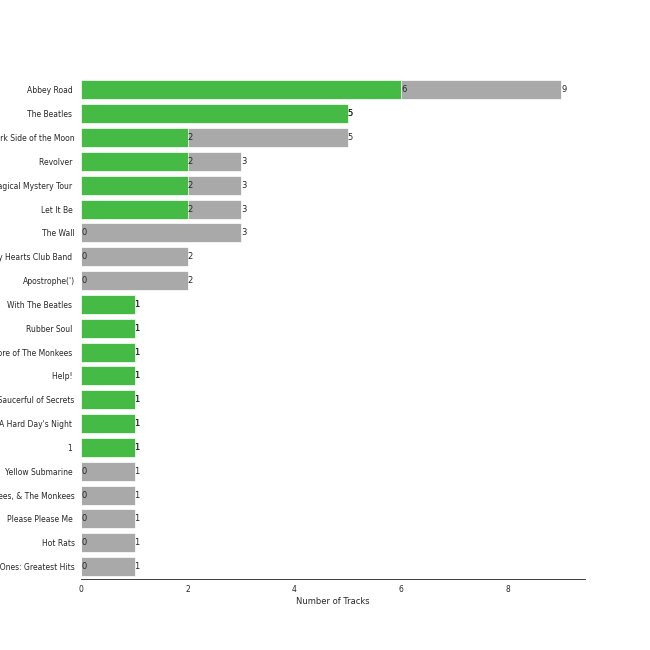 Abbey Road 6 9
The Beatles 5
rk Side of the Moon 2 5
Revolver 2 3
agical Mystery Tour 2 3
Let It Be 2 3
The Wall 0 3
y Hearts Club Band 0 2
Apostrophe(') 0 2
With The Beatles 1
Rubber Soul 1
ore of The Monkees 1
Help! 1
Saucerful of Secrets 1
A Hard Day's Night 1
1 1
Yellow Submarine 0 1
ees, & The Monkees 0 1
Please Please Me 0 1
Hot Rats 0 1
Ones: Greatest Hits 0 1
0 2 4 6 8
Number of Tracks